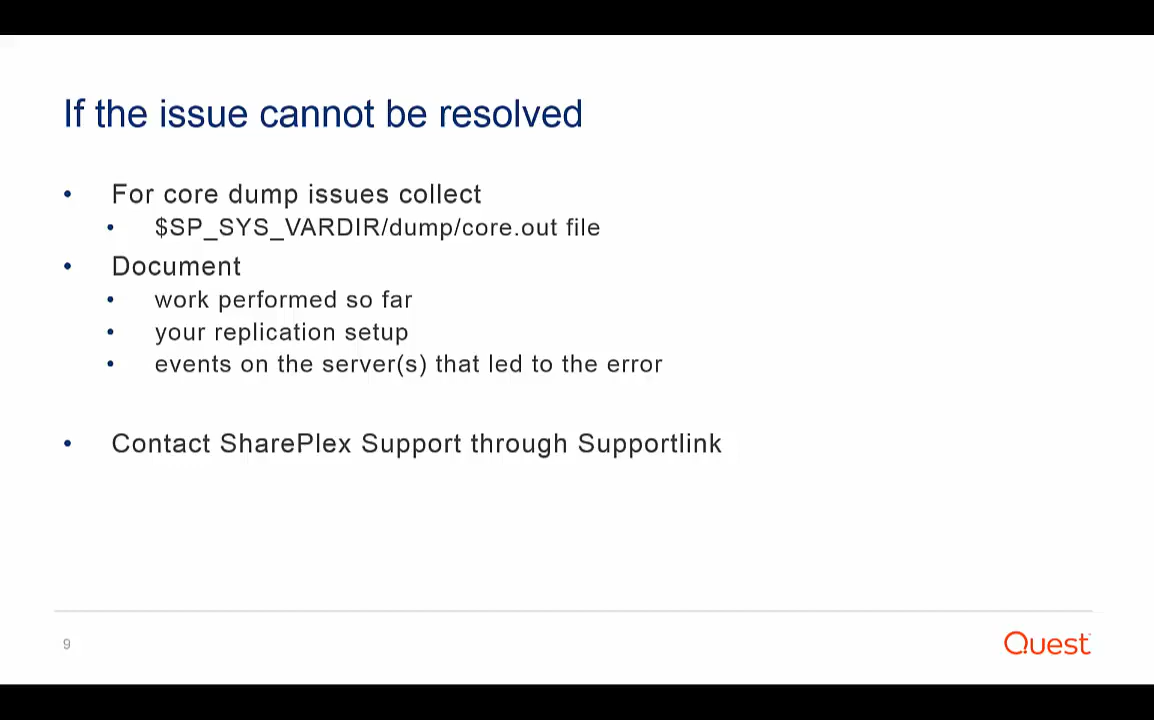 If the issue cannot be resolved
• For core dump issues collect
• $SP_SYS_VARDIR/dump/core.out file
• Document
• work performed so far
• your replication setup
• events on the server(s) that led to the error
• Contact SharePlex Support through Supportlink
9
Quest